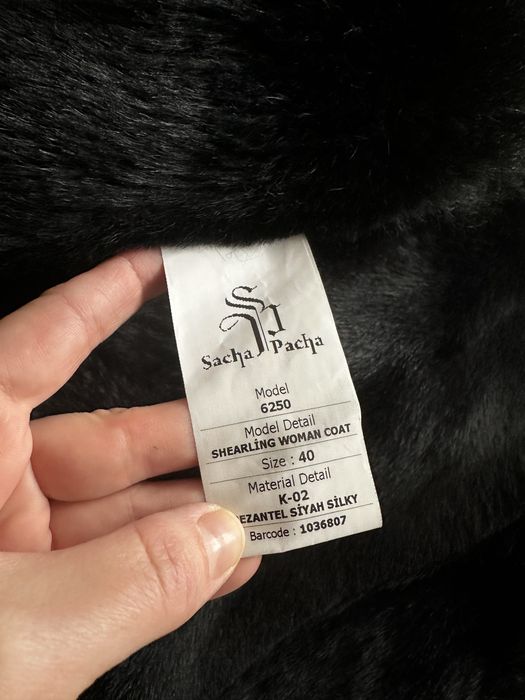 Sacha Pacha
Model
6250
Model Detail
SHEARLİNG WOMAN COAT
Size : 40
Material Detail
K-02
EZANTEL SİYAH SİLKY
Barcode : 1036807